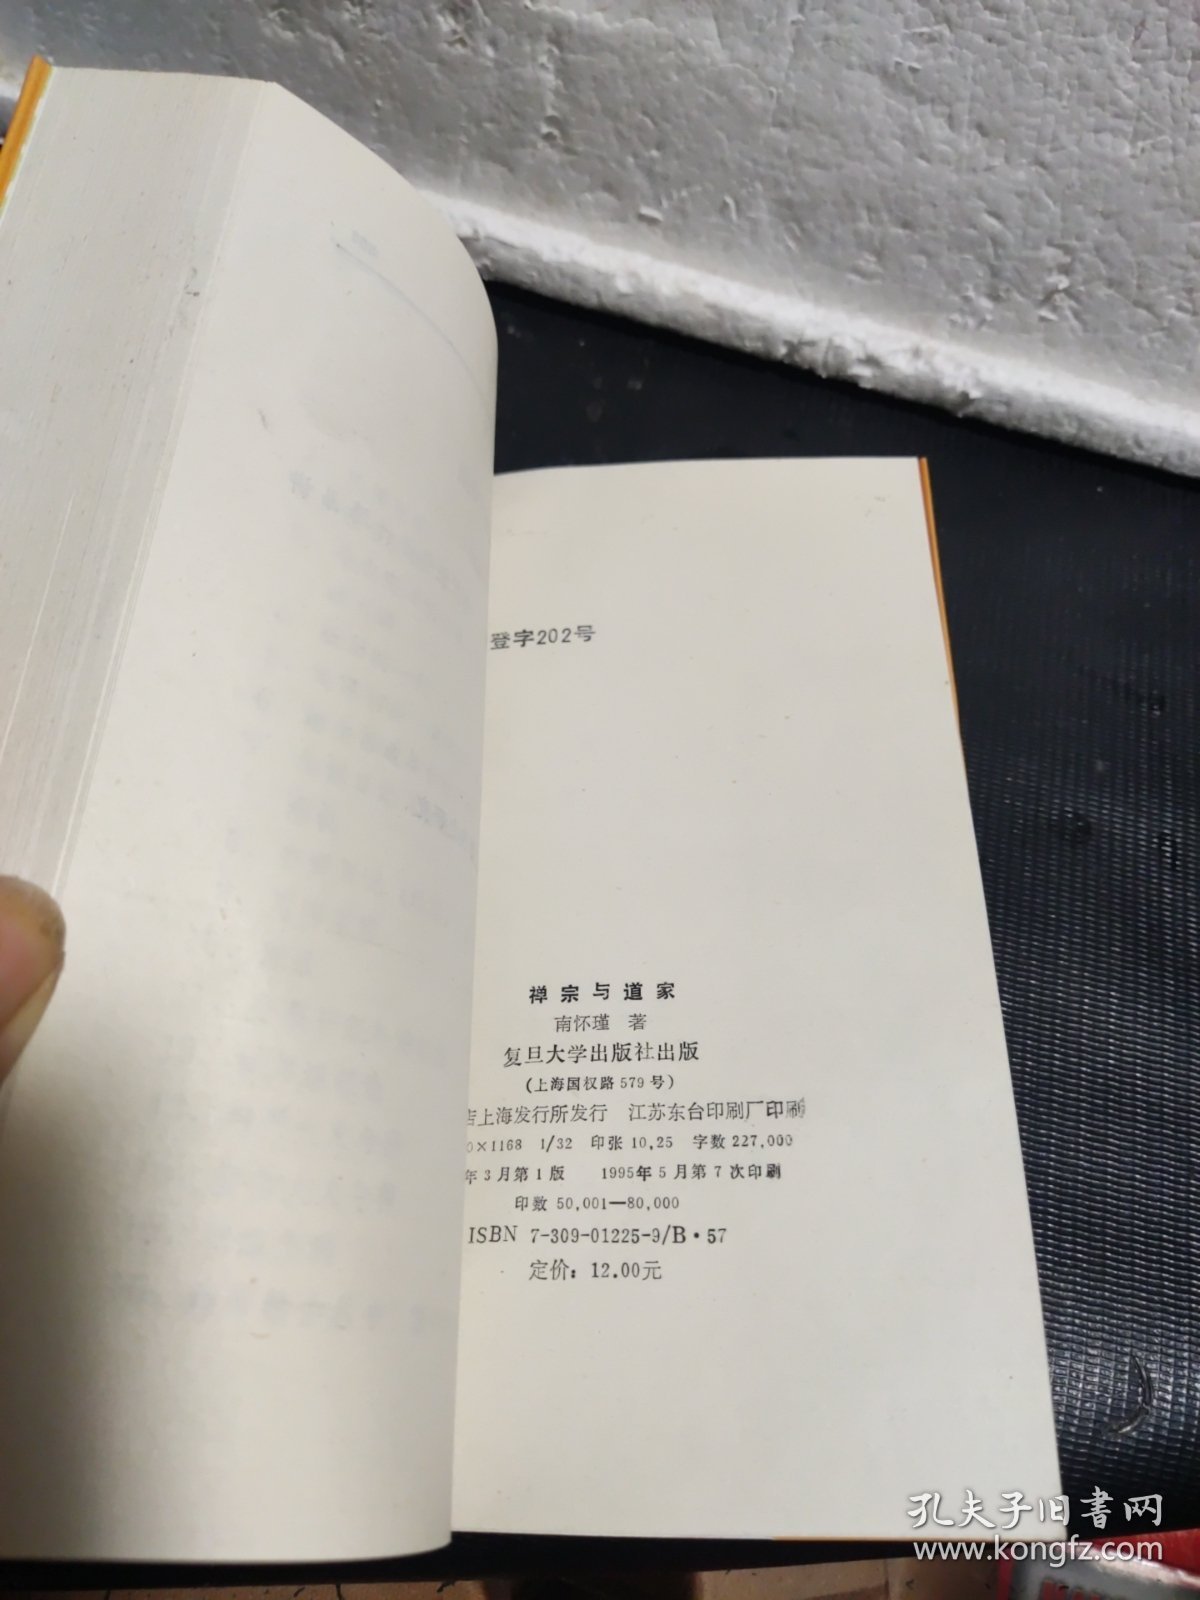 登字202号
禅宗与道家
南怀瑾 著
复旦大学出版社出版
(上海国权路579号)
上海发行所发行 江苏东台印刷厂印刷
0×1168 1/32 印张 10.25 字数 227,000
年3月第1版 1995年5月第7次印刷
印数 50,001—80,000
ISBN 7-309-01225-9/B·57
定价：12.00元
孔夫子旧书网
www.kongfz.com